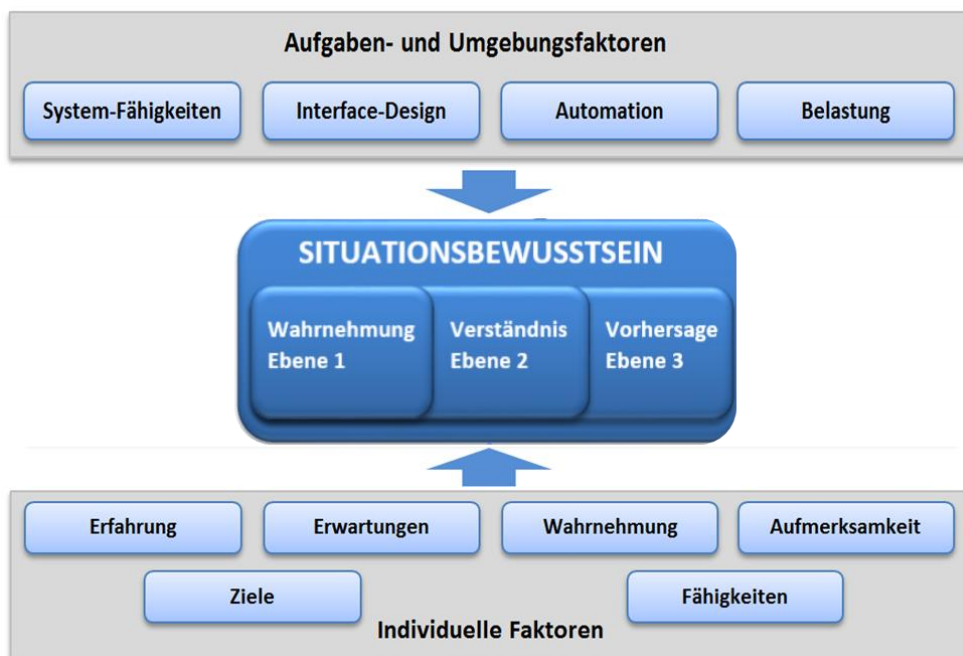 Aufgaben- und Umgebungsfaktoren
System-Fähigkeiten
Interface-Design
Automation
Belastung
SITUATIONSBEWUSSTSEIN
Wahrnehmung
Ebene 1
Verständnis
Ebene 2
Vorhersage
Ebene 3
Erfahrung
Erwartungen
Wahrnehmung
Aufmerksamkeit
Ziele
Fähigkeiten
Individuelle Faktoren